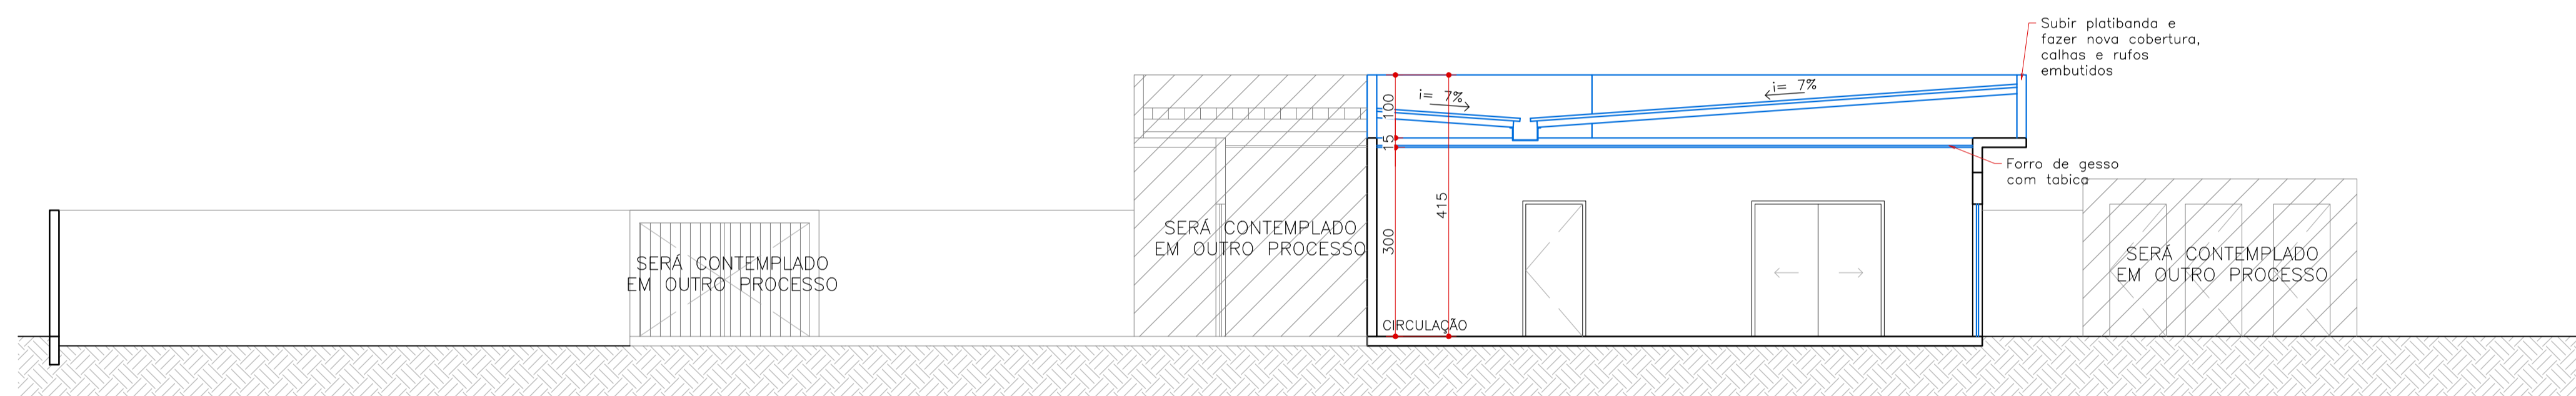 Subir platibanda e
fazer nova cobertura,
calhas e rufos
embutidos
i= 7%
i= 7%
100
15
Forro de gesso
com tabica
415
300
SERÁ CONTEMPLADO
EM OUTRO PROCESSO
SERÁ CONTEMPLADO
EM OUTRO PROCESSO
SERÁ CONTEMPLADO
EM OUTRO PROCESSO
CIRCULAÇÃO